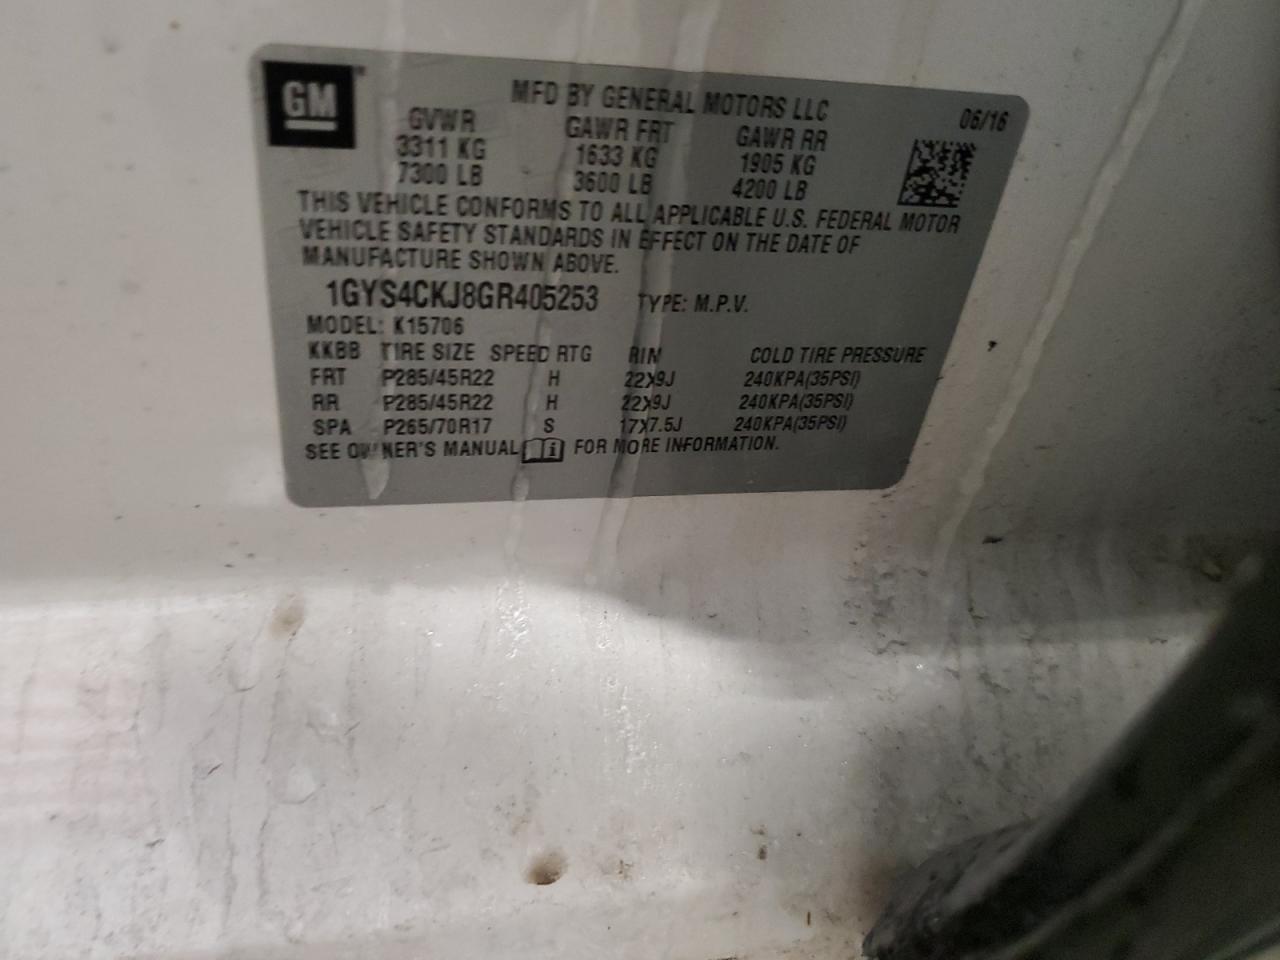 GM
MFD BY GENERAL MOTORS LLC 06/16
GVWR GAWR FRT GAWR RR
3311 KG 1633 KG 1905 KG
7300 LB 3600 LB 4200 LB
THIS VEHICLE CONFORMS TO ALL APPLICABLE U.S. FEDERAL MOTOR
VEHICLE SAFETY STANDARDS IN EFFECT ON THE DATE OF
MANUFACTURE SHOWN ABOVE.
1GYS4CKJ8GR405253 TYPE: M.P.V.
MODEL: K15706
KKBB TIRE SIZE SPEED RTG RIM COLD TIRE PRESSURE
FRT P285/45R22 H 22X9J 240KPA(35PSI)
RR P285/45R22 H 22X9J 240KPA(35PSI)
SPA P265/70R17 S 17X7.5J 240KPA(35PSI)
SEE OWNER'S MANUAL i FOR MORE INFORMATION.